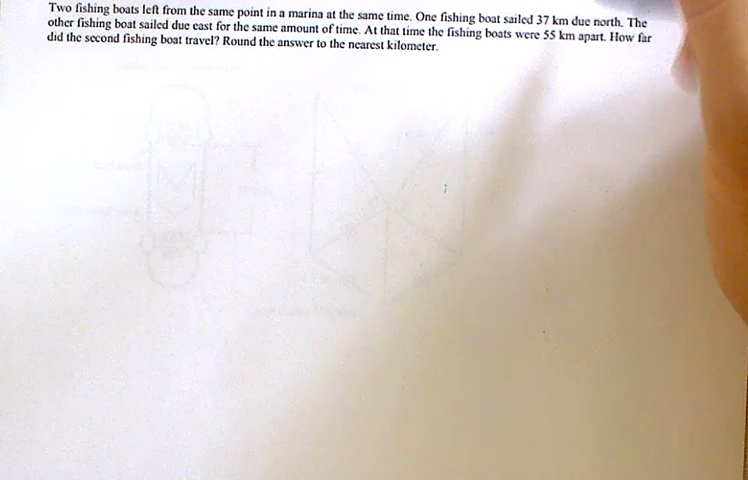 Two fishing boats left from the same point in a marina at the same time. One fishing boat sailed 37 km due north. The
other fishing boat sailed due east for the same amount of time. At that time the fishing boats were 55 km apart. How far
did the second fishing boat travel? Round the answer to the nearest kilometer.